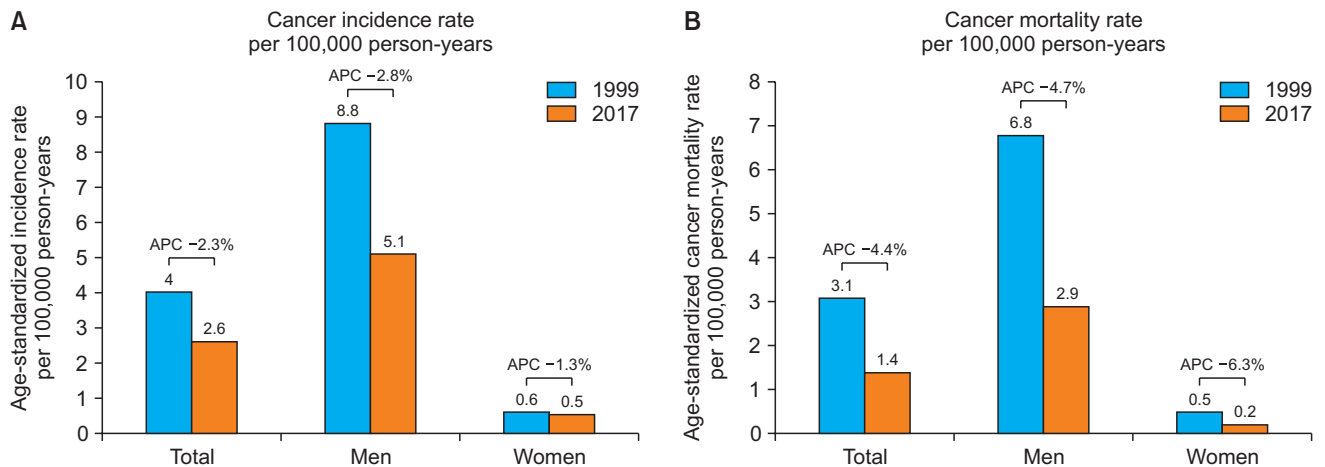 A
Cancer incidence rate
per 100,000 person-years
Age-standardized incidence rate
per 100,000 person-years
10
9
8
7
6
5
4
3
2
1
0
1999
2017
APC −2.3%
4
2.6
APC −2.8%
8.8
5.1
APC −1.3%
0.6
0.5
Total
Men
Women
B
Cancer mortality rate
per 100,000 person-years
Age-standardized cancer mortality rate
per 100,000 person-years
8
7
6
5
4
3
2
1
0
1999
2017
APC −4.4%
3.1
1.4
APC −4.7%
6.8
2.9
APC −6.3%
0.5
0.2
Total
Men
Women